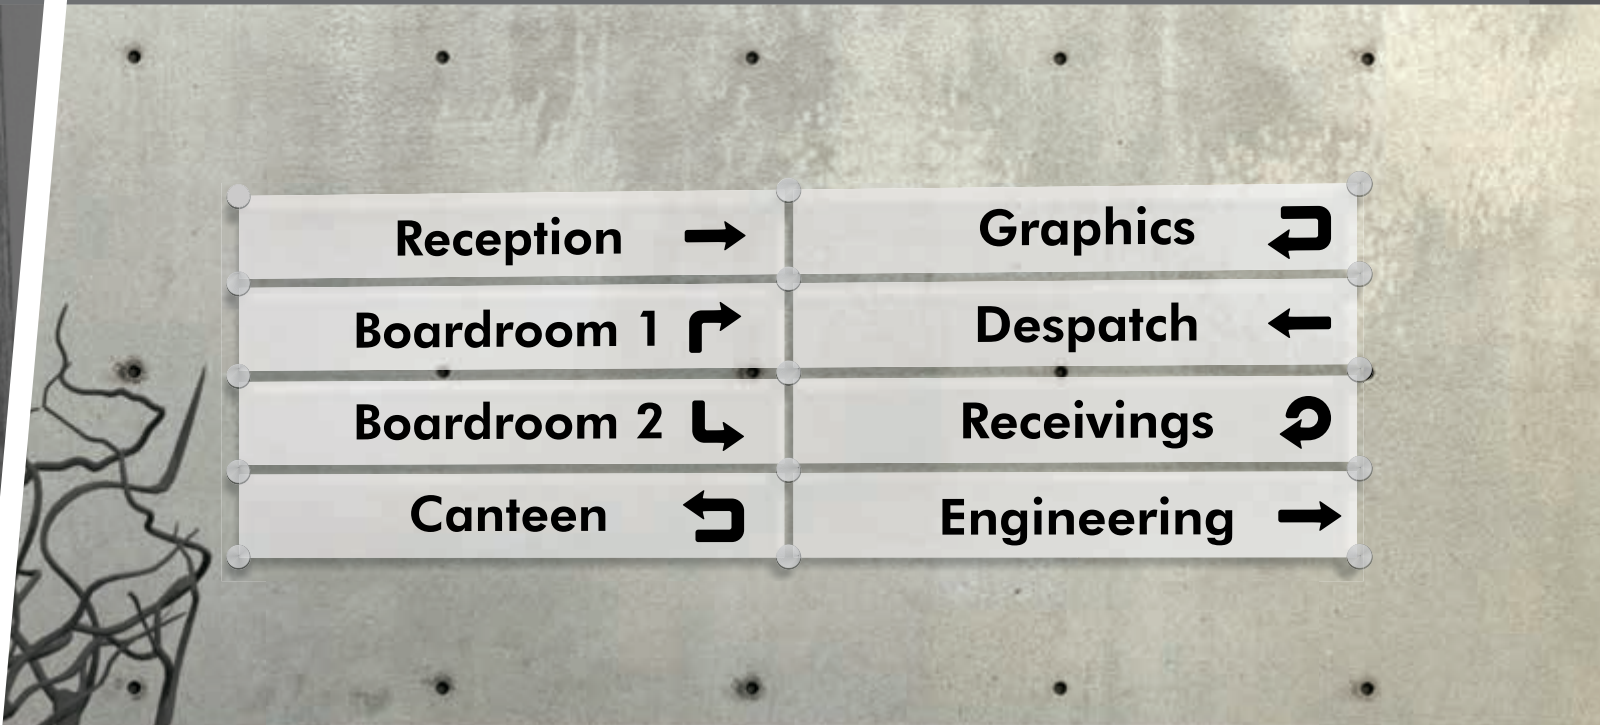 Reception →
Boardroom 1 ↱
Boardroom 2 ↳
Canteen ⮌
Graphics ⮐
Despatch ←
Receivings ⟲
Engineering →